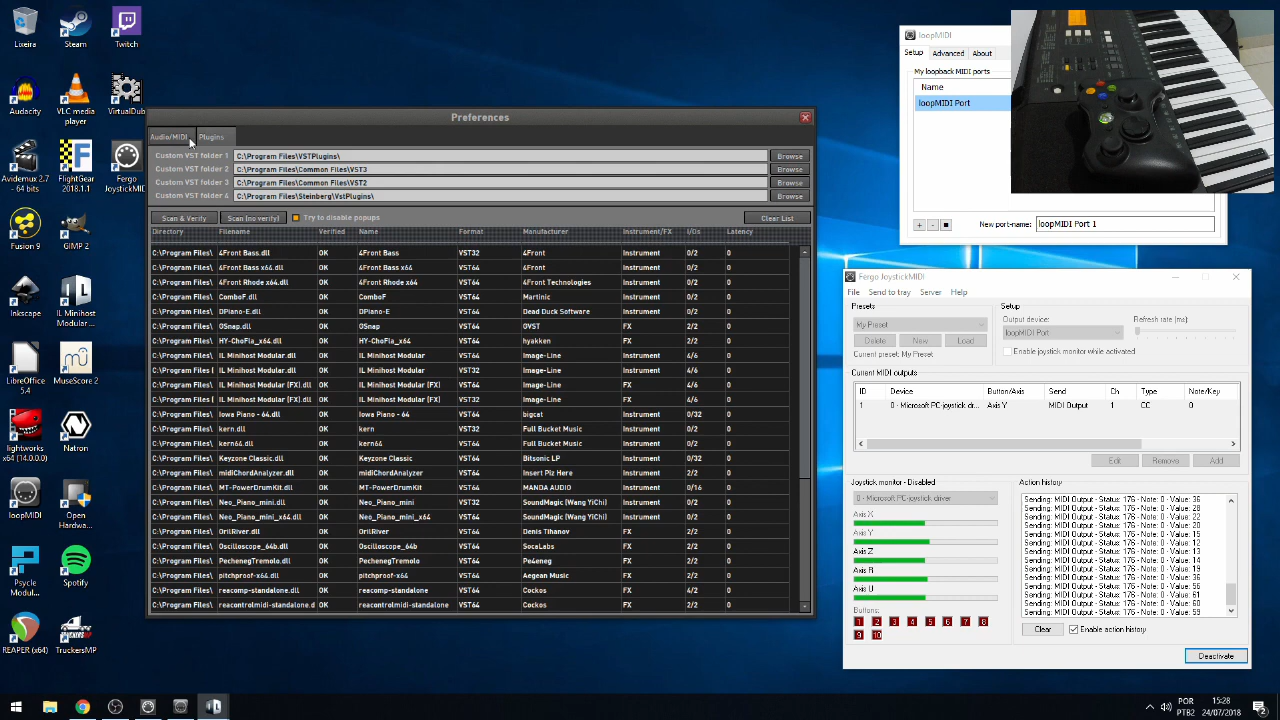 Lixeira
Steam
Twitch
Audacity
VLC media
player
VirtualDub
Avidemux 2.7
- 64 bits
FlightGear
2018.1.1
Fergo
JoystickMIDI
Fusion 9
GIMP 2
Inkscape
IL Minihost
Modular ...
LibreOffice
5.4
MuseScore 2
lightworks
x64 (14.0.0.0)
Natron
loopMIDI
Open
Hardwa...
Psycle
Modul...
Spotify
REAPER (x64)
TruckersMP
Preferences
Audio/MIDI
Plugins
Custom VST folder 1 C:\Program Files\VSTPlugins\ Browse
Custom VST folder 2 C:\Program Files\Common Files\VST3 Browse
Custom VST folder 3 C:\Program Files\Common Files\VST2 Browse
Custom VST folder 4 C:\Program Files\Steinberg\VstPlugins\ Browse
Scan & Verify Scan (no verify) Try to disable popups Clear List
Directory Filename Verified Name Format Manufacturer Instrument/FX I/Os Latency
C:\Program Files\ 4Front Bass.dll OK 4Front Bass VST32 4Front Instrument 0/2 0
C:\Program Files\ 4Front Bass x64.dll OK 4Front Bass x64 VST64 4Front Instrument 0/2 0
C:\Program Files\ 4Front Rhode x64.dll OK 4Front Rhode x64 VST64 4Front Technologies Instrument 0/2 0
C:\Program Files\ ComboF.dll OK ComboF VST64 Martinic Instrument 0/2 0
C:\Program Files\ DPiano-E.dll OK DPiano-E VST64 Dead Duck Software Instrument 0/2 0
C:\Program Files\ OSnap.dll OK OSnap VST64 OVST FX 2/2 0
C:\Program Files\ HY-ChoFla_x64.dll OK HY-ChoFla_x64 VST64 hyakken FX 2/2 0
C:\Program Files\ IL Minihost Modular.dll OK IL Minihost Modular VST64 Image-Line Instrument 4/6 0
C:\Program Files ( IL Minihost Modular.dll OK IL Minihost Modular VST32 Image-Line Instrument 4/6 0
C:\Program Files\ IL Minihost Modular (FX).dll OK IL Minihost Modular (FX) VST64 Image-Line FX 4/6 0
C:\Program Files ( IL Minihost Modular (FX).dll OK IL Minihost Modular (FX) VST32 Image-Line FX 4/6 0
C:\Program Files\ Iowa Piano - 64.dll OK Iowa Piano - 64 VST64 bigcat Instrument 0/32 0
C:\Program Files\ kern.dll OK kern VST32 Full Bucket Music Instrument 0/2 0
C:\Program Files\ kern64.dll OK kern64 VST64 Full Bucket Music Instrument 0/2 0
C:\Program Files\ Keyzone Classic.dll OK Keyzone Classic VST64 Bitsonic LP Instrument 0/32 0
C:\Program Files\ midiChordAnalyzer.dll OK midiChordAnalyzer VST64 Insert Piz Here Instrument 2/2 0
C:\Program Files\ MT-PowerDrumKit.dll OK MT-PowerDrumKit VST64 MANDA AUDIO Instrument 0/16 0
C:\Program Files\ Neo_Piano_mini.dll OK Neo_Piano_mini VST32 SoundMagic (Wang YiChi) Instrument 0/2 0
C:\Program Files\ Neo_Piano_mini_x64.dll OK Neo_Piano_mini_x64 VST64 SoundMagic (Wang YiChi) Instrument 0/2 0
C:\Program Files\ OrilRiver.dll OK OrilRiver VST64 Denis Tihanov FX 2/2 0
C:\Program Files\ Oscilloscope_64b.dll OK Oscilloscope_64b VST64 SocaLabs FX 2/2 0
C:\Program Files\ PechenegTremolo.dll OK PechenegTremolo VST64 Pe4eneg FX 2/2 0
C:\Program Files\ pitchproof-x64.dll OK pitchproof-x64 VST64 Aegean Music FX 2/2 0
C:\Program Files\ reacomp-standalone.dll OK reacomp-standalone VST64 Cockos FX 4/2 0
C:\Program Files\ reacontrolmidi-standalone.d OK reacontrolmidi-standalone VST64 Cockos FX 2/2 0
loopMIDI
Setup Advanced About
My loopback MIDI ports
Name
loopMIDI Port
+ - ■ New port-name: loopMIDI Port 1
Fergo JoystickMIDI
File Send to tray Server Help
Presets
My Preset
Delete New Load
Current preset: My Preset
Setup
Output device: Refresh rate (ms):
loopMIDI Port
Enable joystick monitor while activated
Current MIDI outputs
ID Device Button/Axis Send Ch Type Note/Key
1 0 - Microsoft PC-joystick dr... Axis Y MIDI Output 1 CC 0
Edit Remove Add
Joystick monitor - Disabled
0 - Microsoft PC-joystick driver
Axis X
Axis Y
Axis Z
Axis R
Axis U
Buttons:
1 2 3 4 5 6 7 8
9 10
Action history
Sending: MIDI Output - Status: 176 - Note: 0 - Value: 36
Sending: MIDI Output - Status: 176 - Note: 0 - Value: 28
Sending: MIDI Output - Status: 176 - Note: 0 - Value: 22
Sending: MIDI Output - Status: 176 - Note: 0 - Value: 20
Sending: MIDI Output - Status: 176 - Note: 0 - Value: 15
Sending: MIDI Output - Status: 176 - Note: 0 - Value: 12
Sending: MIDI Output - Status: 176 - Note: 0 - Value: 13
Sending: MIDI Output - Status: 176 - Note: 0 - Value: 14
Sending: MIDI Output - Status: 176 - Note: 0 - Value: 19
Sending: MIDI Output - Status: 176 - Note: 0 - Value: 36
Sending: MIDI Output - Status: 176 - Note: 0 - Value: 56
Sending: MIDI Output - Status: 176 - Note: 0 - Value: 61
Sending: MIDI Output - Status: 176 - Note: 0 - Value: 60
Sending: MIDI Output - Status: 176 - Note: 0 - Value: 59
Clear Enable action history
Deactivate
POR
PTB2
15:28
24/07/2018
2